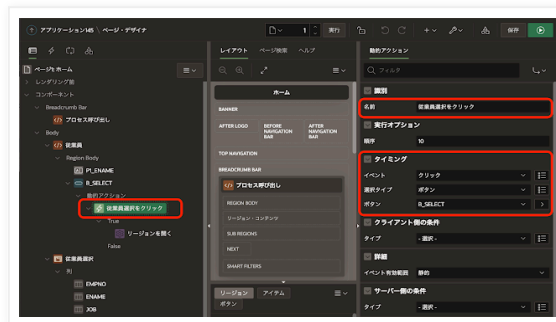 アプリケーション145 \ ページ・デザイナ
1
実行
保存
レイアウト ページ検索 ヘルプ
動的アクション
ページ1: ホーム
レンダリング前
コンポーネント
Breadcrumb Bar
プロセス呼び出し
Body
従業員
Region Body
P1_ENAME
B_SELECT
動的アクション
従業員選択をクリック
True
リージョンを開く
False
従業員選択
列
EMPNO
ENAME
JOB
ホーム
BANNER
AFTER LOGO
BEFORE NAVIGATION BAR
AFTER NAVIGATION BAR
TOP NAVIGATION
BREADCRUMB BAR
プロセス呼び出し
REGION BODY
リージョン・コンテンツ
SUB REGIONS
NEXT
SMART FILTERS
リージョン アイテム
ボタン
フィルタ
識別
名前 従業員選択をクリック
実行オプション
順序 10
タイミング
イベント クリック
選択タイプ ボタン
ボタン B_SELECT
クライアント側の条件
タイプ - 選択 -
詳細
イベント有効範囲 静的
サーバー側の条件
タイプ - 選択 -